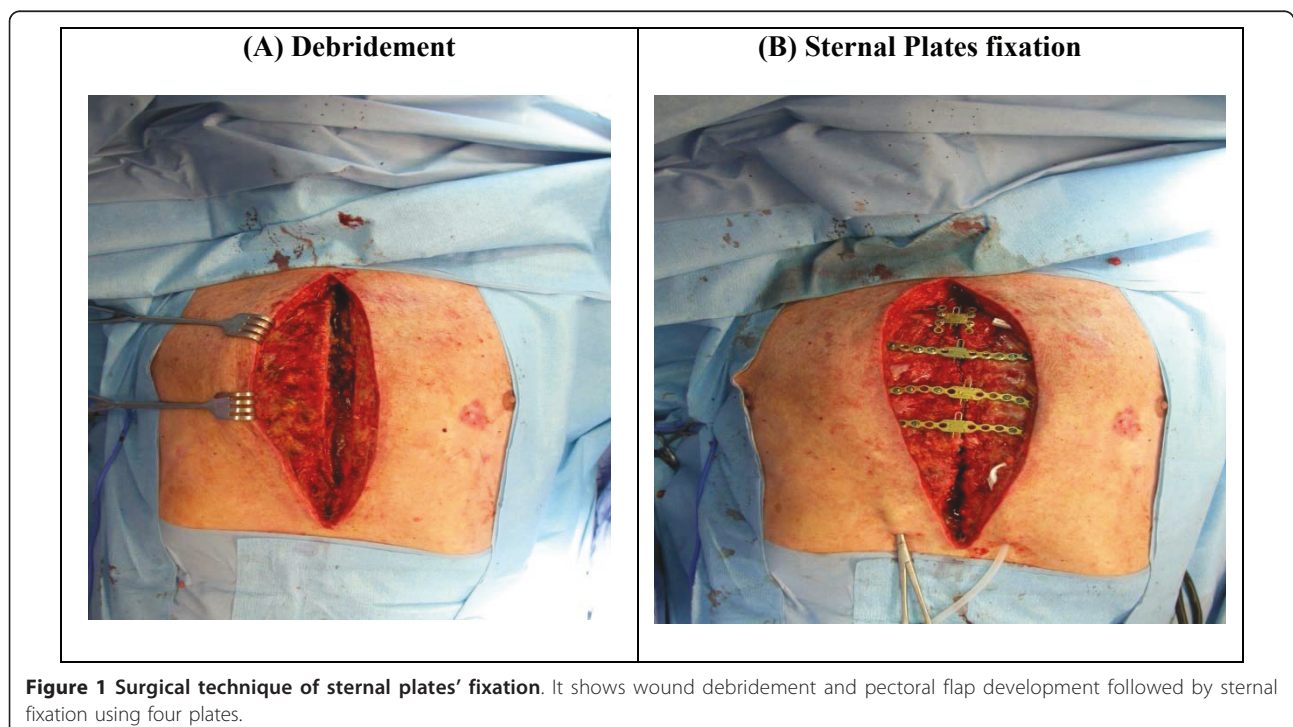 (A) Debridement
(B) Sternal Plates fixation
Figure 1 Surgical technique of sternal plates’ fixation. It shows wound debridement and pectoral flap development followed by sternal
fixation using four plates.